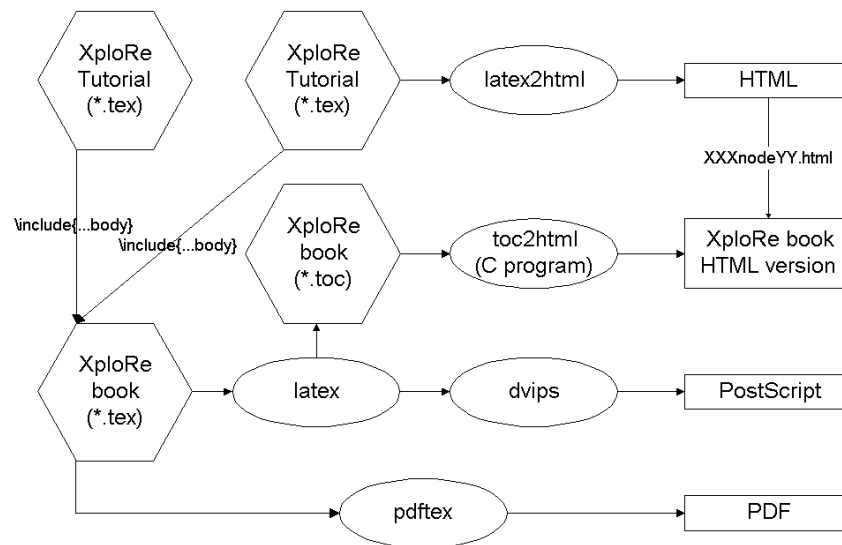 XploRe
Tutorial
(*.tex)
XploRe
Tutorial
(*.tex)
latex2html
HTML
XXXnodeYY.html
\include{...body}
\include{...body}
XploRe
book
(*.toc)
toc2html
(C program)
XploRe book
HTML version
XploRe
book
(*.tex)
latex
dvips
PostScript
pdftex
PDF